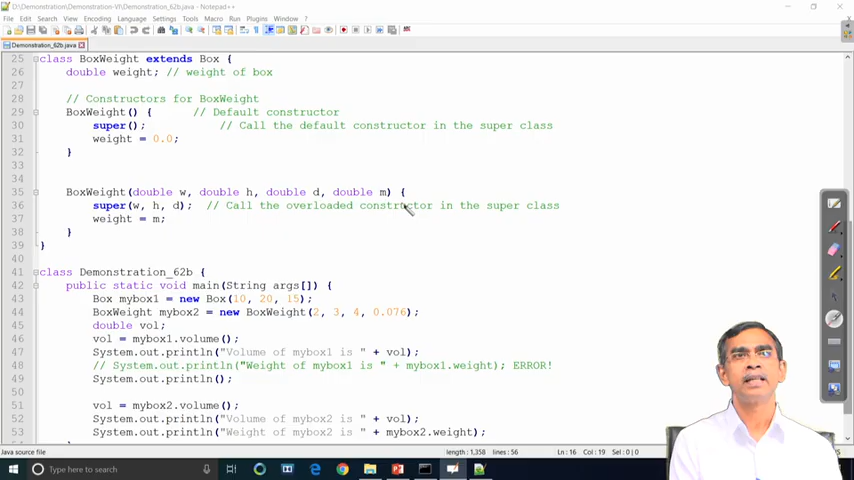 D:\Demonstration\Demonstration-VI\Demonstration_62b.java - Notepad++
File Edit Search View Encoding Language Settings Tools Macro Run Plugins Window ?
Demonstration_62b.java
25 class BoxWeight extends Box {
26 double weight; // weight of box
27
28 // Constructors for BoxWeight
29 BoxWeight() { // Default constructor
30 super(); // Call the default constructor in the super class
31 weight = 0.0;
32 }
33
34
35 BoxWeight(double w, double h, double d, double m) {
36 super(w, h, d); // Call the overloaded constructor in the super class
37 weight = m;
38 }
39 }
40
41 class Demonstration_62b {
42 public static void main(String args[]) {
43 Box mybox1 = new Box(10, 20, 15);
44 BoxWeight mybox2 = new BoxWeight(2, 3, 4, 0.076);
45 double vol;
46 vol = mybox1.volume();
47 System.out.println("Volume of mybox1 is " + vol);
48 // System.out.println("Weight of mybox1 is " + mybox1.weight); ERROR!
49 System.out.println();
50
51 vol = mybox2.volume();
52 System.out.println("Volume of mybox2 is " + vol);
53 System.out.println("Weight of mybox2 is " + mybox2.weight);
54
Java source file length : 1,358 lines : 56 Ln : 16 Col : 19 Sel : 0 | 0
Type here to search